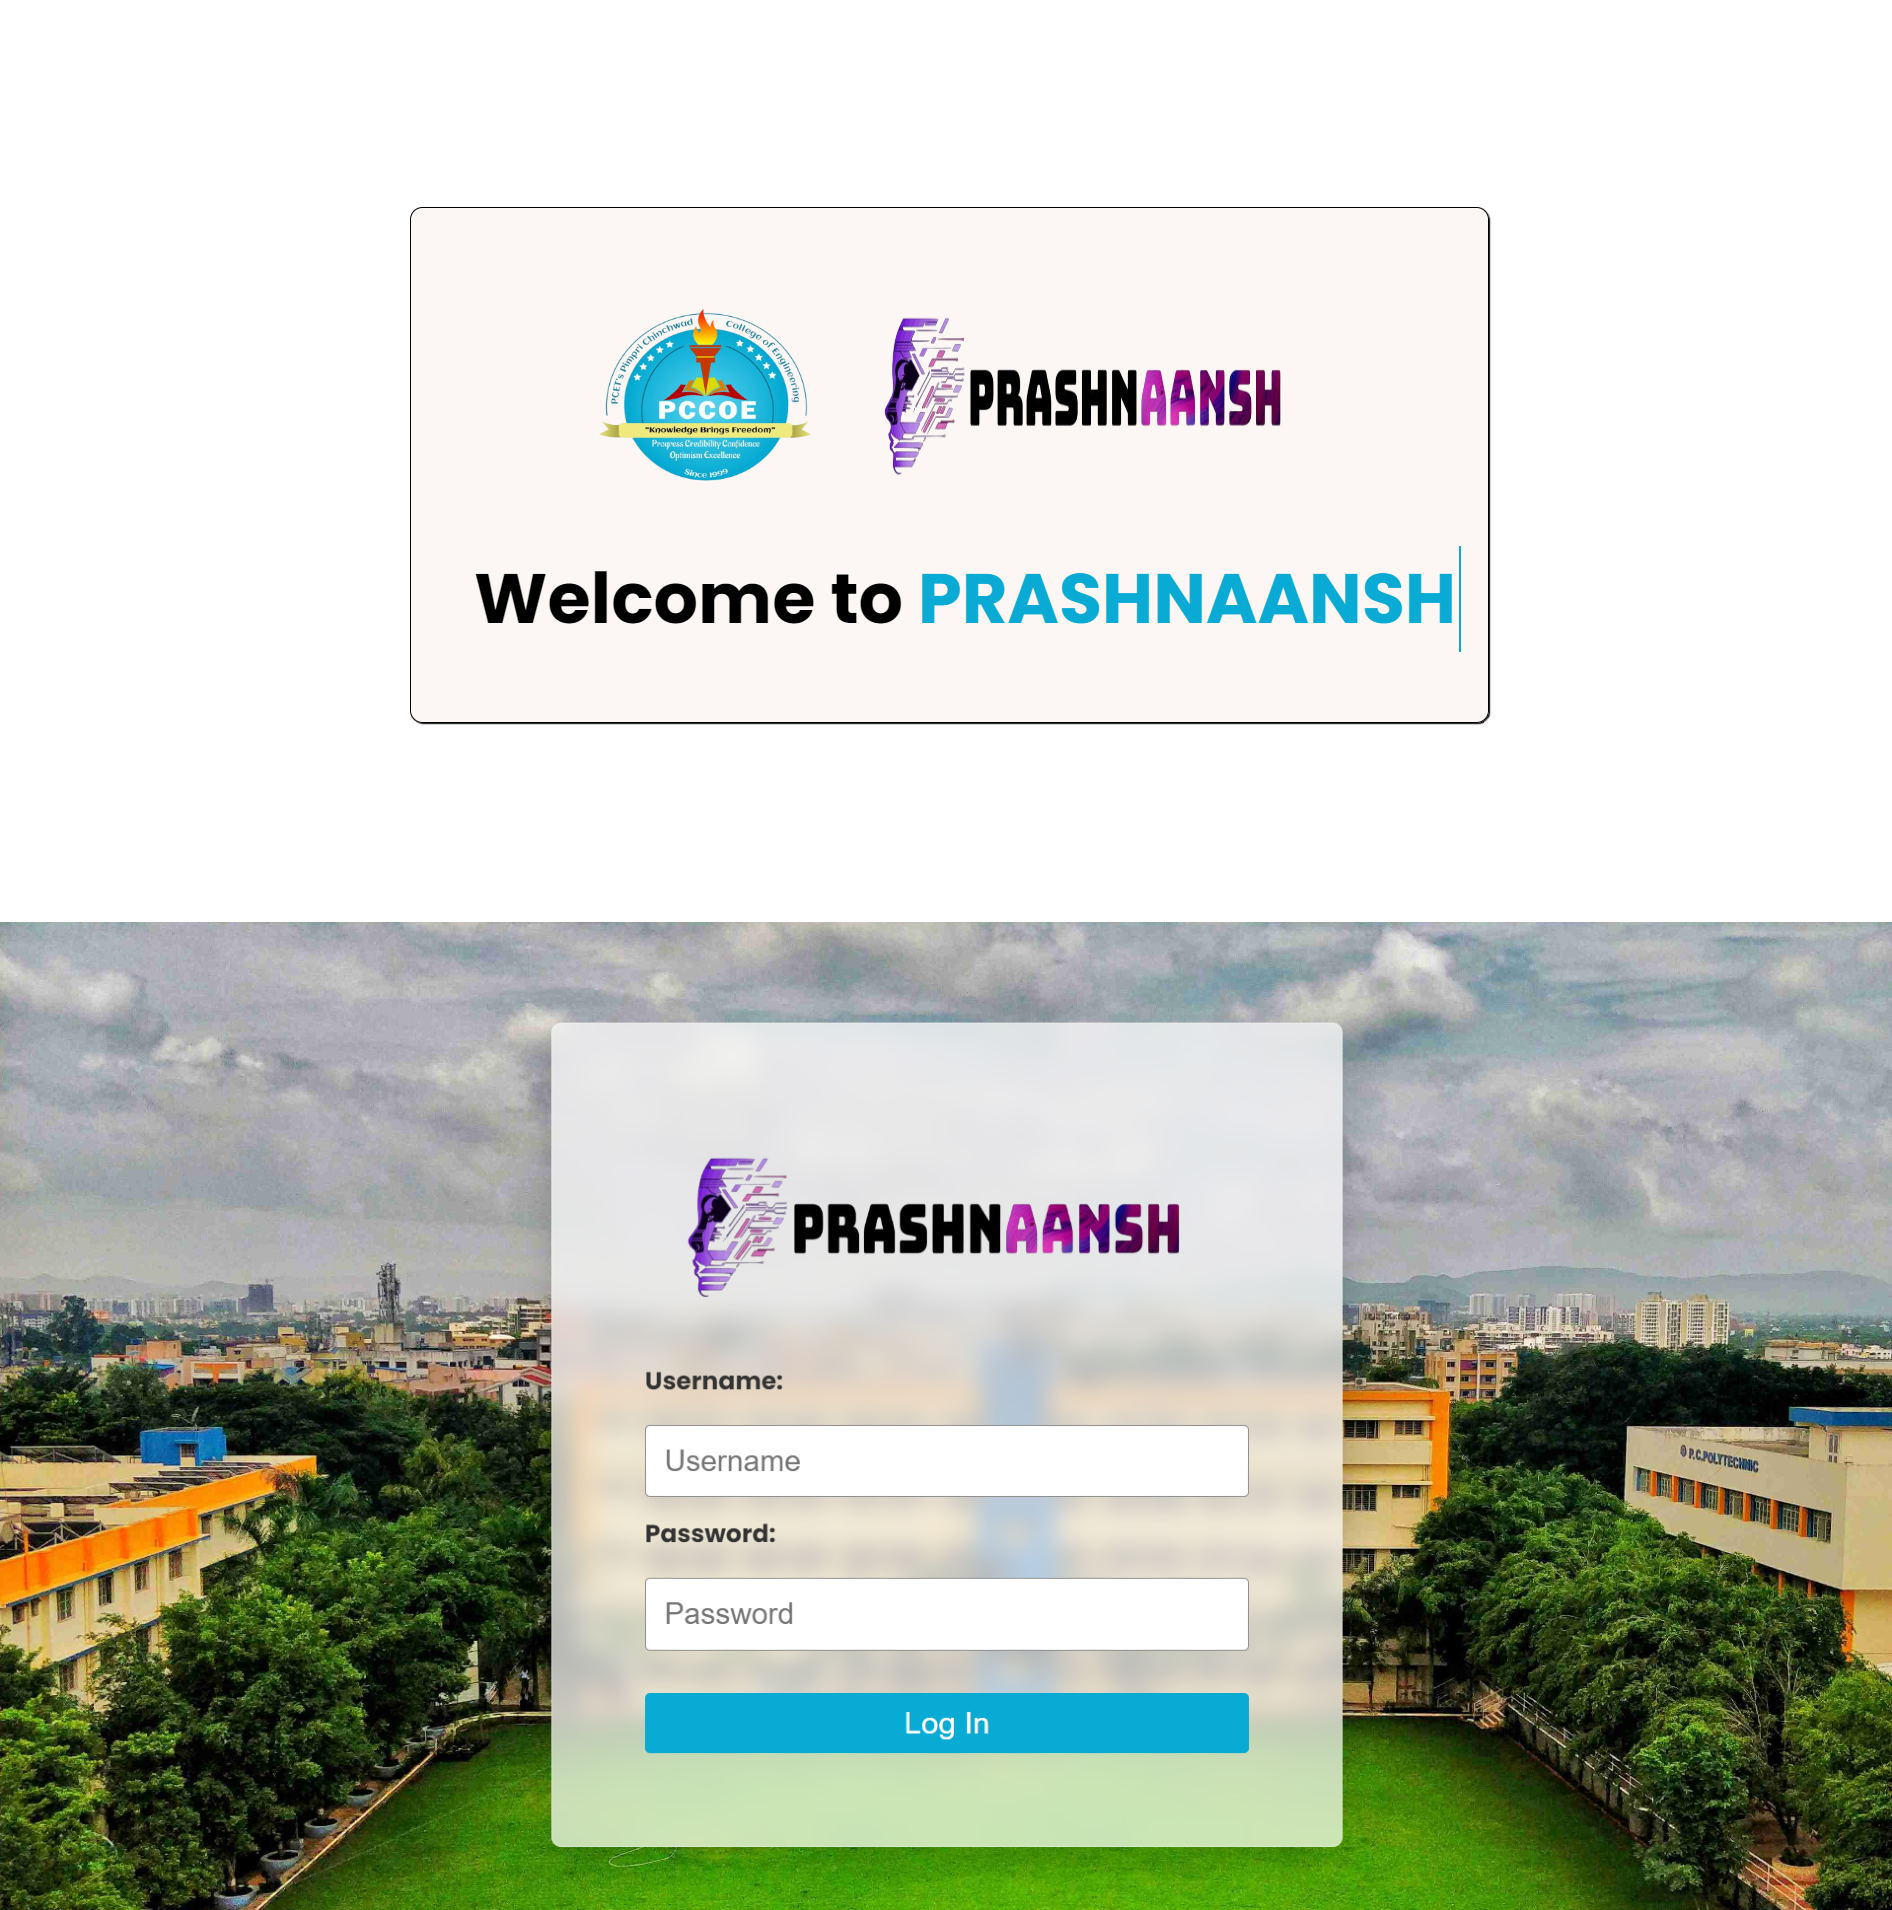 PCET's Pimpri Chinchwad College of Engineering
PCCOE
"Knowledge Brings Freedom"
Progress Credibility Confidence
Optimism Excellence
Since 1999
PRASHNAANSH
Welcome to PRASHNAANSH
PRASHNAANSH
Username:
Username
P.C.POLYTECHNIC
Password:
Password
Log In